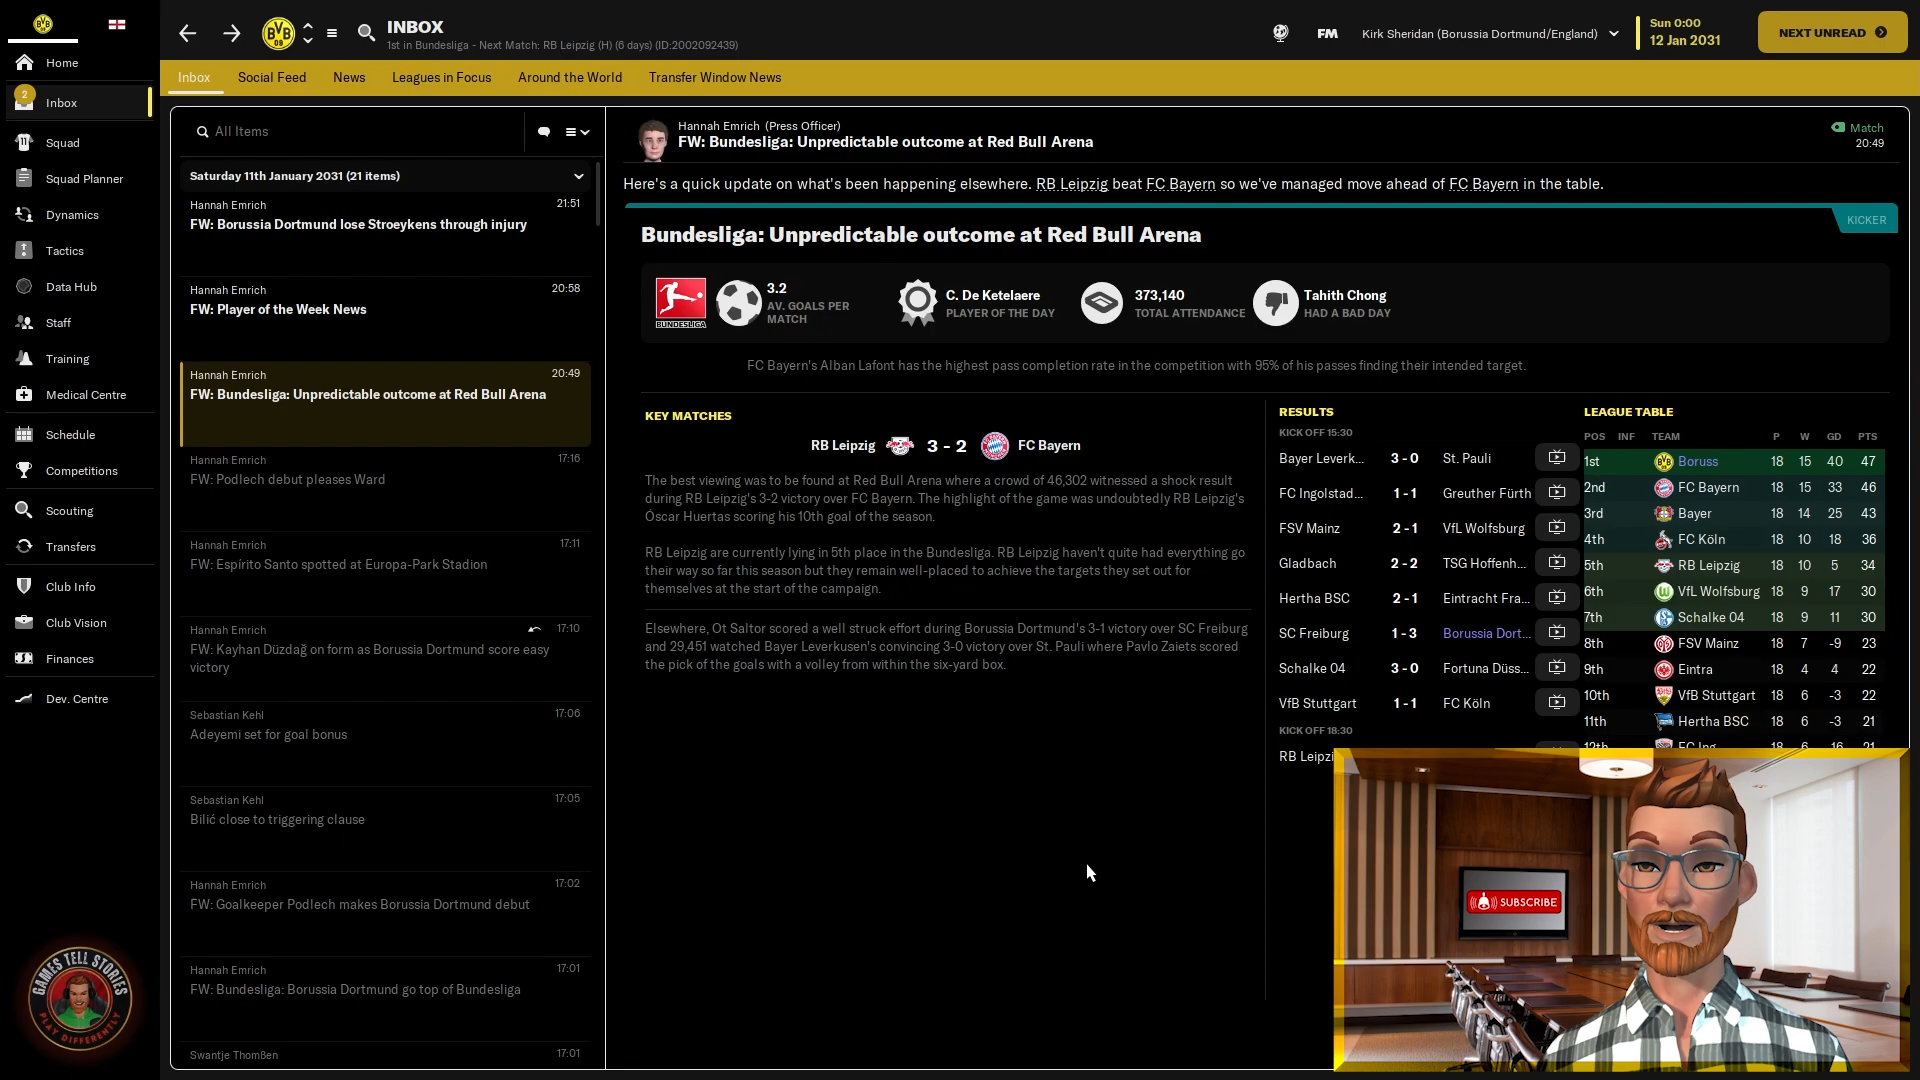 INBOX
1st in Bundesliga - Next Match: RB Leipzig (H) (6 days) (ID:2002092439)
FM
Kirk Sheridan (Borussia Dortmund/England)
Sun 0:00
12 Jan 2031
NEXT UNREAD
Home
2
Inbox
Squad
Squad Planner
Dynamics
Tactics
Data Hub
Staff
Training
Medical Centre
Schedule
Competitions
Scouting
Transfers
Club Info
Club Vision
Finances
Dev. Centre
GAMES TELL STORIES
PLAY DIFFERENTLY
Inbox
Social Feed
News
Leagues in Focus
Around the World
Transfer Window News
All Items
Saturday 11th January 2031 (21 items)
Hannah Emrich 21:51
FW: Borussia Dortmund lose Stroeykens through injury
Hannah Emrich 20:58
FW: Player of the Week News
Hannah Emrich 20:49
FW: Bundesliga: Unpredictable outcome at Red Bull Arena
Hannah Emrich 17:16
FW: Podlech debut pleases Ward
Hannah Emrich 17:11
FW: Espírito Santo spotted at Europa-Park Stadion
Hannah Emrich 17:10
FW: Kayhan Düzdağ on form as Borussia Dortmund score easy
victory
Sebastian Kehl 17:06
Adeyemi set for goal bonus
Sebastian Kehl 17:05
Bilić close to triggering clause
Hannah Emrich 17:02
FW: Goalkeeper Podlech makes Borussia Dortmund debut
Hannah Emrich 17:01
FW: Bundesliga: Borussia Dortmund go top of Bundesliga
Swantje Thomßen 17:01
Hannah Emrich (Press Officer)
FW: Bundesliga: Unpredictable outcome at Red Bull Arena
Match
20:49
Here's a quick update on what's been happening elsewhere. RB Leipzig beat FC Bayern so we've managed move ahead of FC Bayern in the table.
KICKER
Bundesliga: Unpredictable outcome at Red Bull Arena
BUNDESLIGA
3.2
AV. GOALS PER
MATCH
C. De Ketelaere
PLAYER OF THE DAY
373,140
TOTAL ATTENDANCE
Tahith Chong
HAD A BAD DAY
FC Bayern's Alban Lafont has the highest pass completion rate in the competition with 95% of his passes finding their intended target.
KEY MATCHES
RB Leipzig 3 - 2 FC Bayern
The best viewing was to be found at Red Bull Arena where a crowd of 46,302 witnessed a shock result
during RB Leipzig's 3-2 victory over FC Bayern. The highlight of the game was undoubtedly RB Leipzig's
Óscar Huertas scoring his 10th goal of the season.
RB Leipzig are currently lying in 5th place in the Bundesliga. RB Leipzig haven't quite had everything go
their way so far this season but they remain well-placed to achieve the targets they set out for
themselves at the start of the campaign.
Elsewhere, Ot Saltor scored a well struck effort during Borussia Dortmund's 3-1 victory over SC Freiburg
and 29,451 watched Bayer Leverkusen's convincing 3-0 victory over St. Pauli where Pavlo Zaiets scored
the pick of the goals with a volley from within the six-yard box.
RESULTS
KICK OFF 15:30
Bayer Leverk... 3 - 0 St. Pauli
FC Ingolstad... 1 - 1 Greuther Fürth
FSV Mainz 2 - 1 VfL Wolfsburg
Gladbach 2 - 2 TSG Hoffenh...
Hertha BSC 2 - 1 Eintracht Fra...
SC Freiburg 1 - 3 Borussia Dort...
Schalke 04 3 - 0 Fortuna Düss...
VfB Stuttgart 1 - 1 FC Köln
KICK OFF 18:30
RB Leipzi
LEAGUE TABLE
POS INF TEAM P W GD PTS
1st Boruss 18 15 40 47
2nd FC Bayern 18 15 33 46
3rd Bayer 18 14 25 43
4th FC Köln 18 10 18 36
5th RB Leipzig 18 10 5 34
6th VfL Wolfsburg 18 9 17 30
7th Schalke 04 18 9 11 30
8th FSV Mainz 18 7 -9 23
9th Eintra 18 4 4 22
10th VfB Stuttgart 18 6 -3 22
11th Hertha BSC 18 6 -3 21
12th FC Ing 18 6 -16 21
SUBSCRIBE